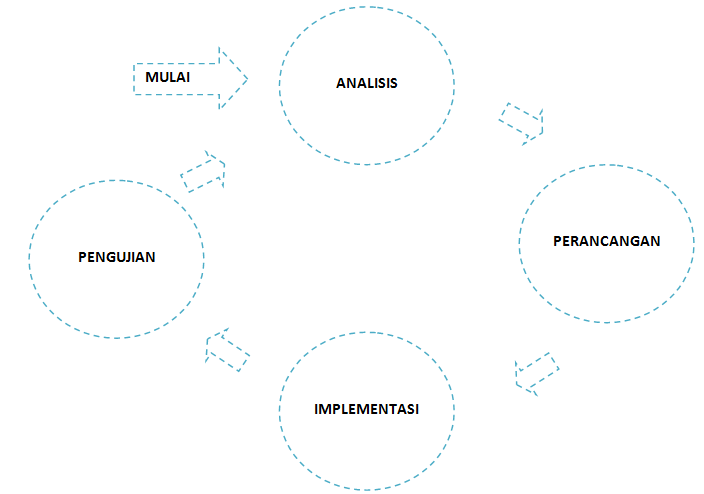 MULAI
ANALISIS
PERANCANGAN
PENGUJIAN
IMPLEMENTASI